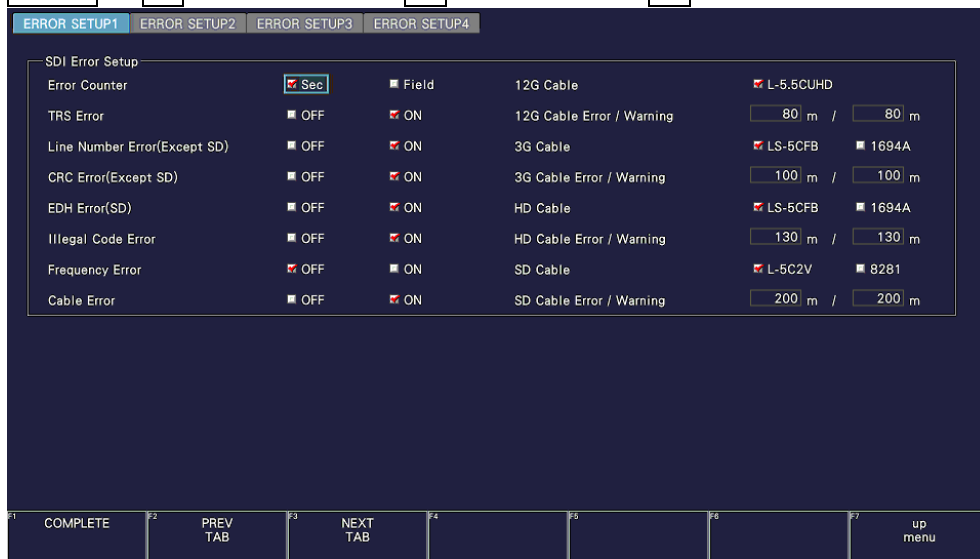 ERROR SETUP1 ERROR SETUP2 ERROR SETUP3 ERROR SETUP4
SDI Error Setup
Error Counter Sec Field 12G Cable L-5.5CUHD
TRS Error OFF ON 12G Cable Error / Warning 80 m / 80 m
Line Number Error(Except SD) OFF ON 3G Cable LS-5CFB 1694A
CRC Error(Except SD) OFF ON 3G Cable Error / Warning 100 m / 100 m
EDH Error(SD) OFF ON HD Cable LS-5CFB 1694A
Illegal Code Error OFF ON HD Cable Error / Warning 130 m / 130 m
Frequency Error OFF ON SD Cable L-5C2V 8281
Cable Error OFF ON SD Cable Error / Warning 200 m / 200 m
F1 COMPLETE F2 PREV TAB F3 NEXT TAB F4 F5 F6 F7 up menu